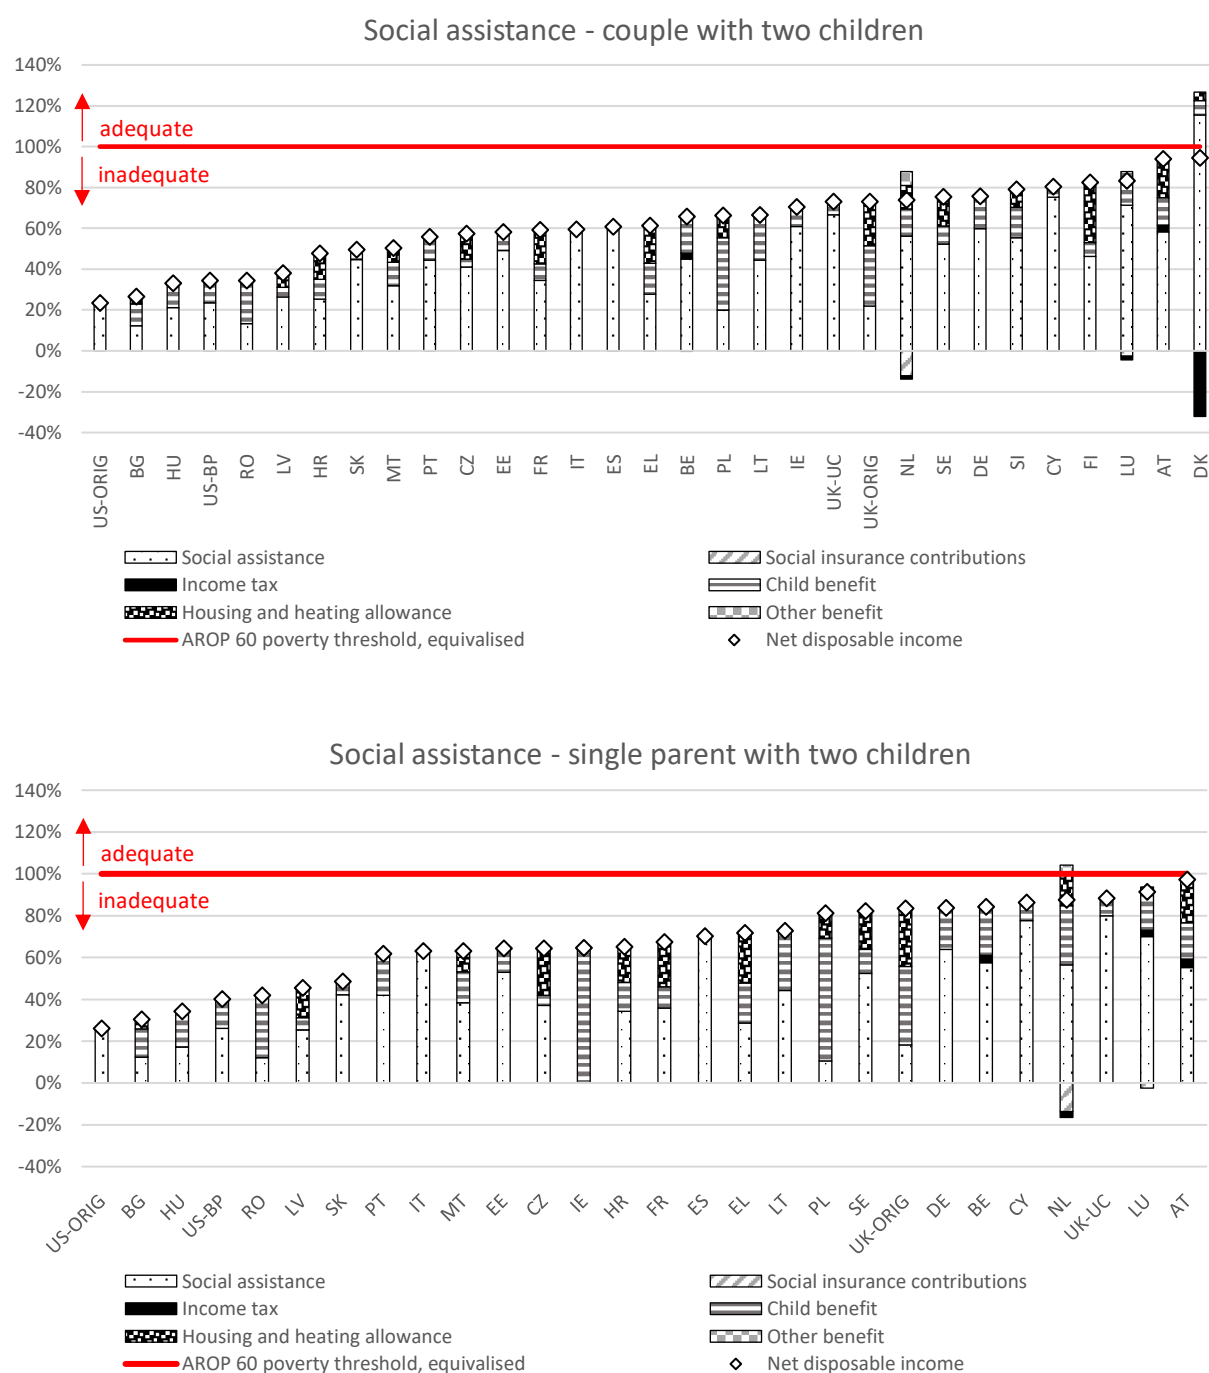 Social assistance - couple with two children
140%
120%
adequate
100%
inadequate
80%
60%
40%
20%
0%
-20%
-40%
US-ORIG
BG
HU
US-BP
RO
LV
HR
SK
MT
PT
CZ
EE
FR
IT
ES
EL
BE
PL
LT
IE
UK-UC
UK-ORIG
NL
SE
DE
SI
CY
FI
LU
AT
DK
Social assistance
Social insurance contributions
Income tax
Child benefit
Housing and heating allowance
Other benefit
AROP 60 poverty threshold, equivalised
Net disposable income
Social assistance - single parent with two children
140%
120%
adequate
100%
inadequate
80%
60%
40%
20%
0%
-20%
-40%
US-ORIG
BG
HU
US-BP
RO
LV
SK
PT
IT
MT
EE
CZ
IE
HR
FR
ES
EL
LT
PL
SE
UK-ORIG
DE
BE
CY
NL
UK-UC
LU
AT
Social assistance
Social insurance contributions
Income tax
Child benefit
Housing and heating allowance
Other benefit
AROP 60 poverty threshold, equivalised
Net disposable income